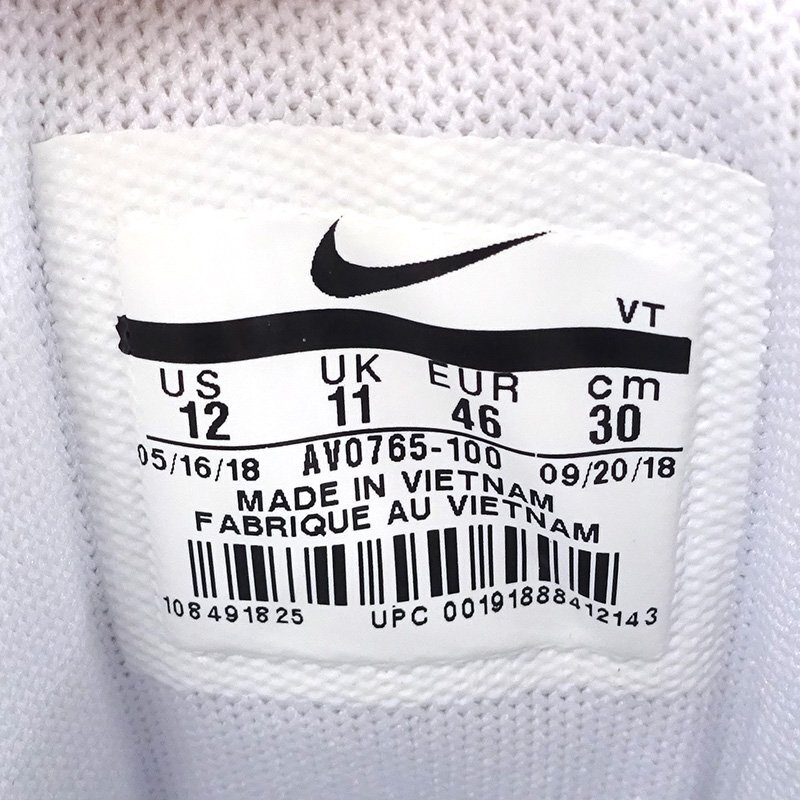 VT
US UK EUR cm
12 11 46 30
05/16/18 AV0765-100 09/20/18
MADE IN VIETNAM
FABRIQUE AU VIETNAM
108491825 UPC 00191888412143